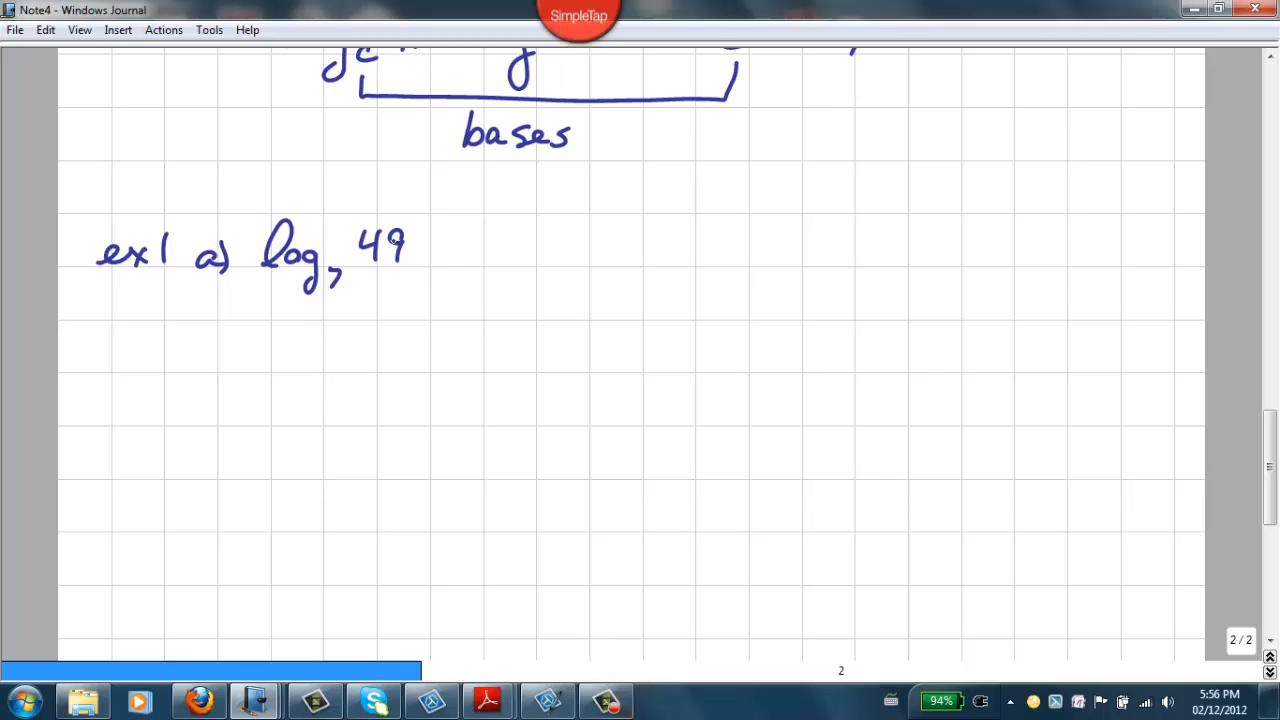 Note4 - Windows Journal
SimpleTap
File Edit View Insert Actions Tools Help
bases
ex1 a) log₇ 49
2 / 2
2
94%
5:56 PM
02/12/2012